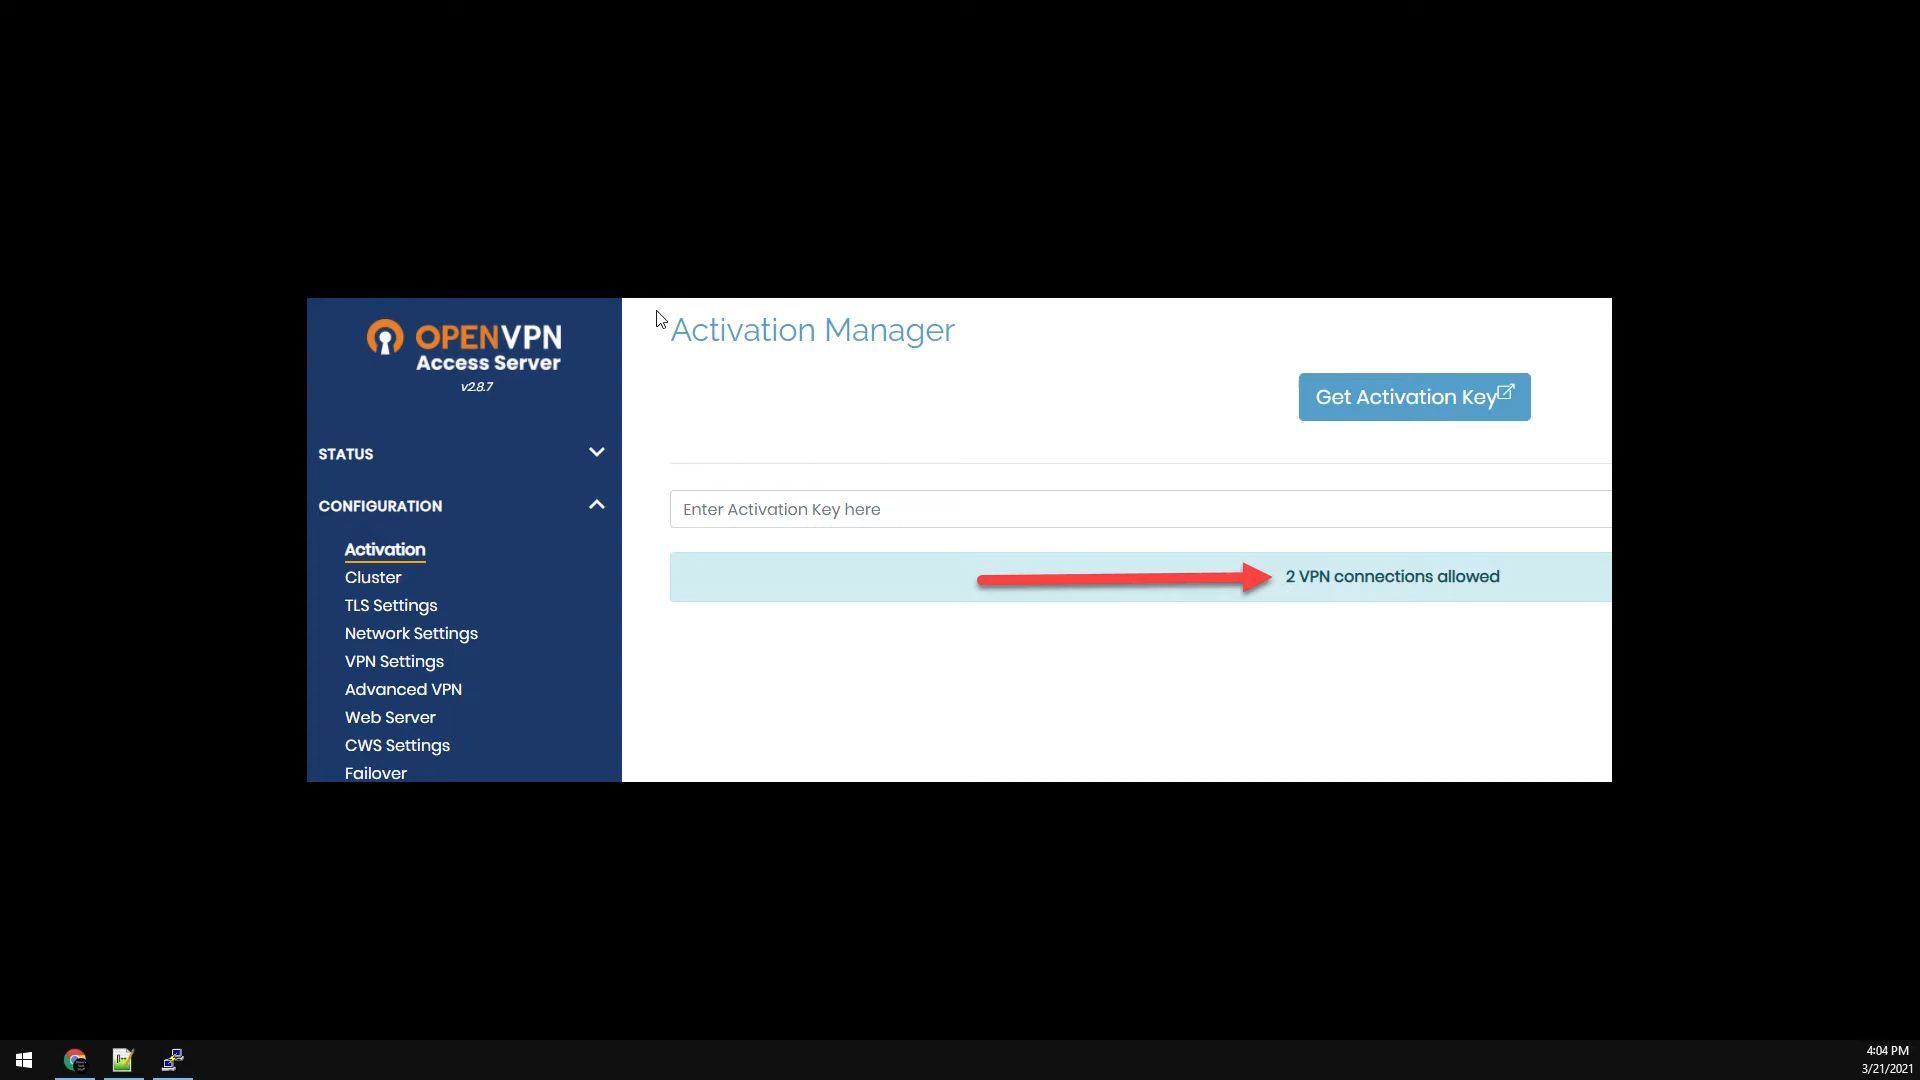 OPENVPN
Access Server
v2.8.7
STATUS
CONFIGURATION
Activation
Cluster
TLS Settings
Network Settings
VPN Settings
Advanced VPN
Web Server
CWS Settings
Failover
Activation Manager
Get Activation Key
Enter Activation Key here
2 VPN connections allowed
4:04 PM
3/21/2021